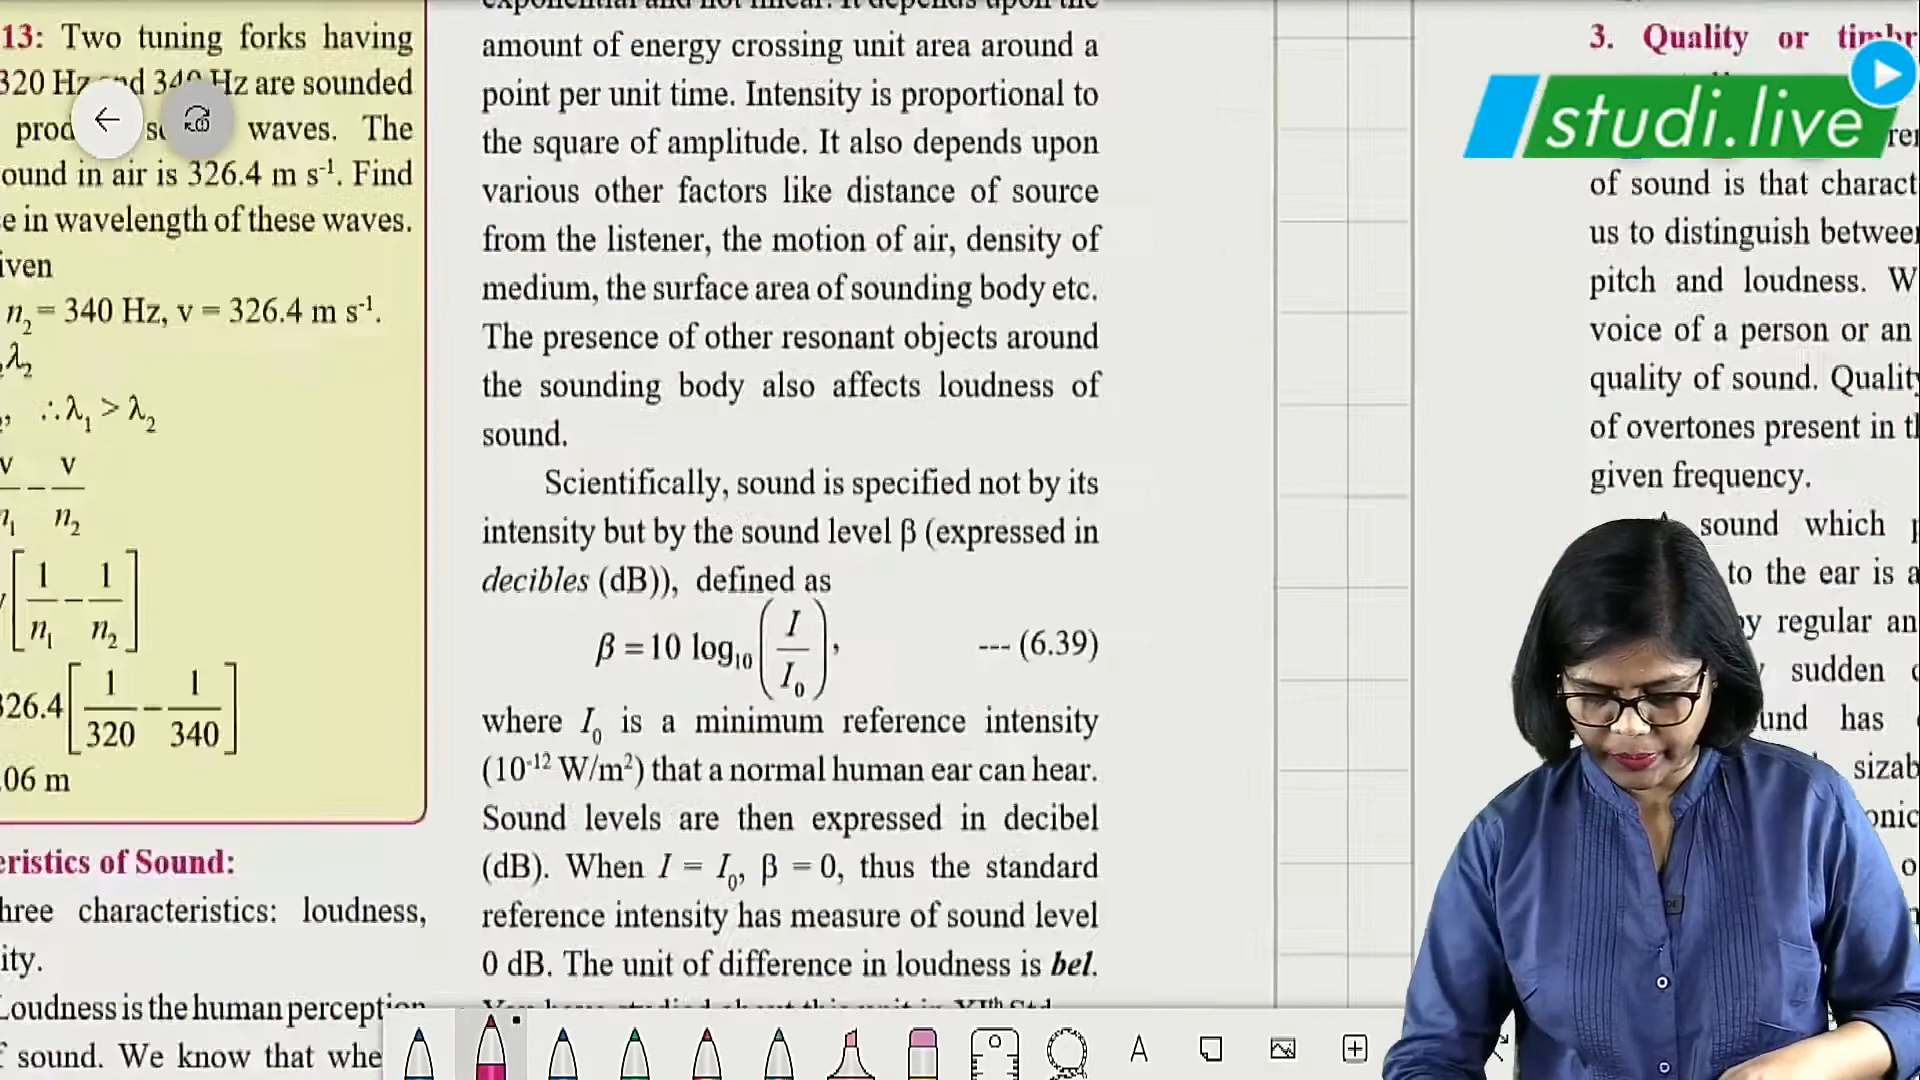 13: Two tuning forks having
320 Hz and 340 Hz are sounded
waves. The
ound in air is 326.4 m s⁻¹. Find
e in wavelength of these waves.
iven
n₂ = 340 Hz, v = 326.4 m s⁻¹.
λ₂
∴ λ₁ > λ₂
v/n₁ − v/n₂
[1/n₁ − 1/n₂]
326.4 [1/320 − 1/340]
.06 m
eristics of Sound:
hree characteristics: loudness,
ity.
Loudness is the human perception
f sound. We know that whe
amount of energy crossing unit area around a
point per unit time. Intensity is proportional to
the square of amplitude. It also depends upon
various other factors like distance of source
from the listener, the motion of air, density of
medium, the surface area of sounding body etc.
The presence of other resonant objects around
the sounding body also affects loudness of
sound.
Scientifically, sound is specified not by its
intensity but by the sound level β (expressed in
decibles (dB)), defined as
β = 10 log₁₀ (I/I₀), --- (6.39)
where I₀ is a minimum reference intensity
(10⁻¹² W/m²) that a normal human ear can hear.
Sound levels are then expressed in decibel
(dB). When I = I₀, β = 0, thus the standard
reference intensity has measure of sound level
0 dB. The unit of difference in loudness is bel.
3. Quality or timbr
studi.live
of sound is that charact
us to distinguish between
pitch and loudness. W
voice of a person or an
quality of sound. Quality
of overtones present in th
given frequency.
A sound which p
to the ear is a
by regular an
sudden
und has
sizab
onic
A